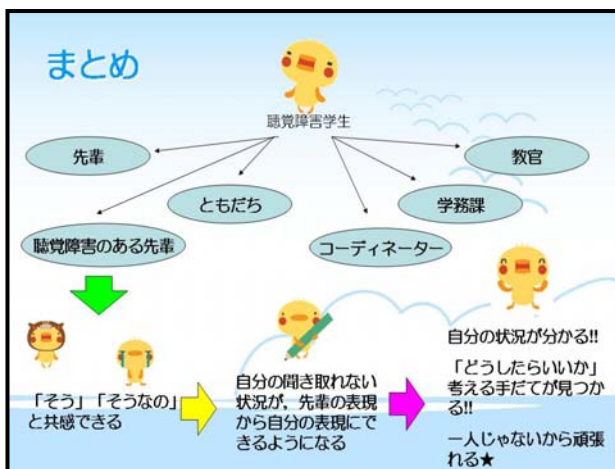 まとめ
聴覚障害学生
先輩
教官
ともだち
学務課
聴覚障害のある先輩
コーディネーター
「そう」「そうなの」
と共感できる
自分の聞き取れない
状況が，先輩の表現
から自分の表現にで
きるようになる
自分の状況が分かる!!
「どうしたらいいか」
考える手だてが見つか
る!!
一人じゃないから頑張
れる★